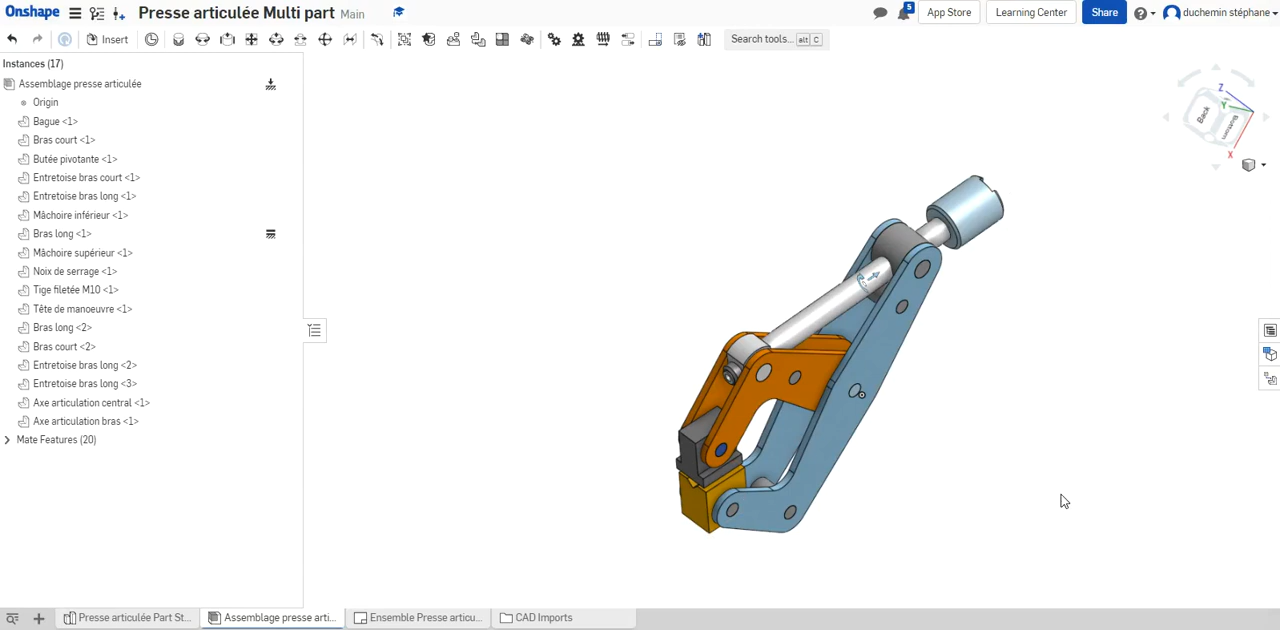 Onshape Presse articulée Multi part Main 5 App Store Learning Center Share duchemin stéphane
Insert Search tools... alt C
Instances (17)
Assemblage presse articulée
Origin
Bague <1>
Bras court <1>
Butée pivotante <1>
Entretoise bras court <1>
Entretoise bras long <1>
Mâchoire inférieur <1>
Bras long <1>
Mâchoire supérieur <1>
Noix de serrage <1>
Tige filetée M10 <1>
Tête de manoeuvre <1>
Bras long <2>
Bras court <2>
Entretoise bras long <2>
Entretoise bras long <3>
Axe articulation central <1>
Axe articulation bras <1>
Mate Features (20)
Z
Y
X
Back
Bottom
Presse articulée Part St... Assemblage presse arti... Ensemble Presse articu... CAD Imports